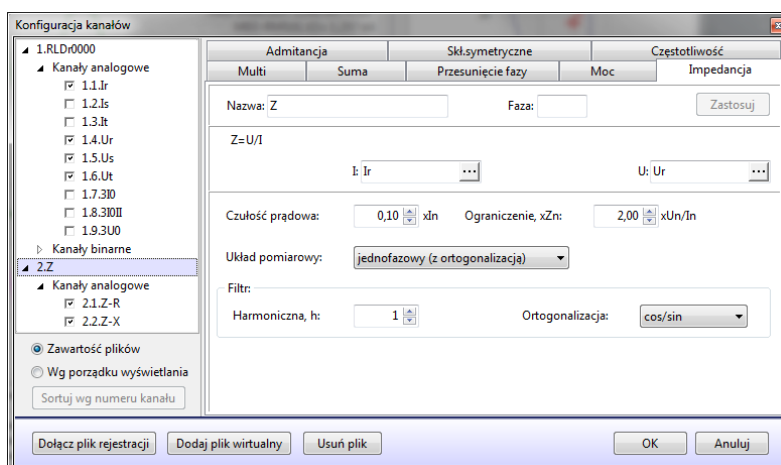 Konfiguracja kanałów
1.RLDr0000
Kanały analogowe
1.1.Ir
1.2.Is
1.3.It
1.4.Ur
1.5.Us
1.6.Ut
1.7.3I0
1.8.3I0II
1.9.3U0
Kanały binarne
2.Z
Kanały analogowe
2.1.Z-R
2.2.Z-X
Zawartość plików
Wg porządku wyświetlania
Sortuj wg numeru kanału
Admitancja Skł.symetryczne Częstotliwość
Multi Suma Przesunięcie fazy Moc Impedancja
Nazwa: Z Faza: Zastosuj
Z=U/I
I: Ir ... U: Ur ...
Czułość prądowa: 0,10 xIn Ograniczenie, xZn: 2,00 xUn/In
Układ pomiarowy: jednofazowy (z ortogonalizacją)
Filtr:
Harmoniczna, h: 1 Ortogonalizacja: cos/sin
Dołącz plik rejestracji Dodaj plik wirtualny Usuń plik OK Anuluj